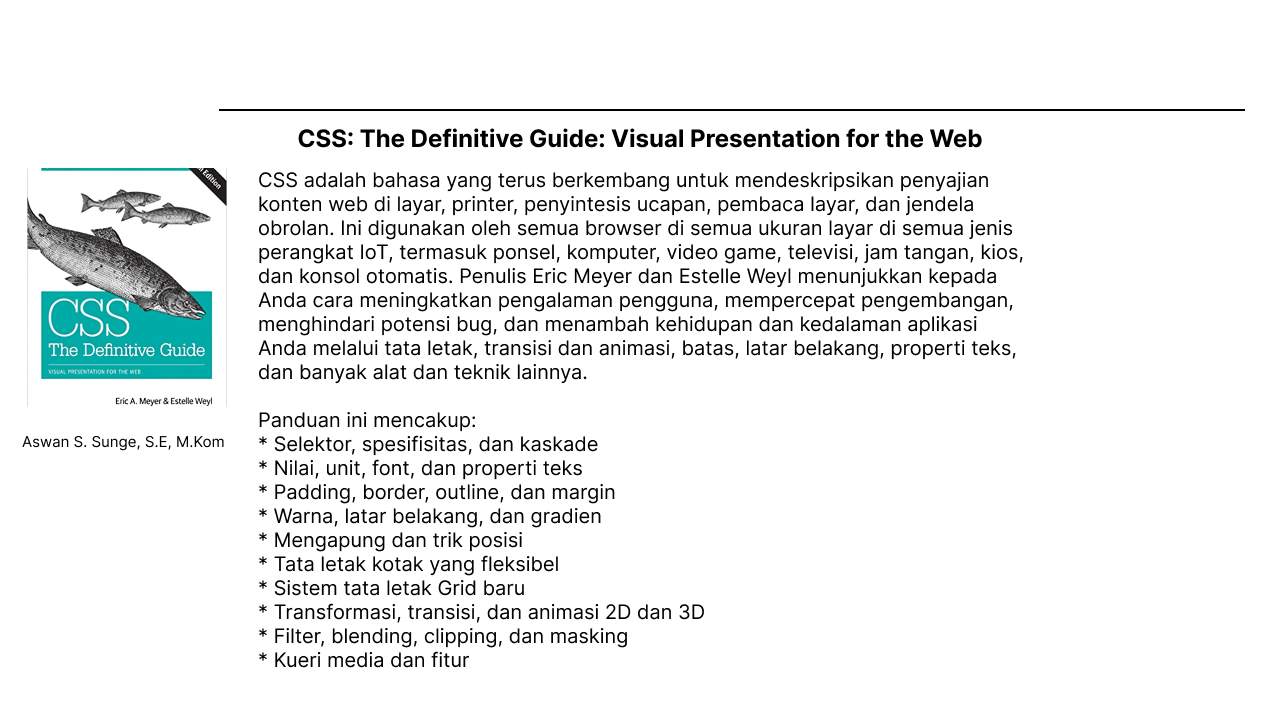 CSS: The Definitive Guide: Visual Presentation for the Web
Edition
CSS
The Definitive Guide
VISUAL PRESENTATION FOR THE WEB
Eric A. Meyer & Estelle Weyl
Aswan S. Sunge, S.E, M.Kom
CSS adalah bahasa yang terus berkembang untuk mendeskripsikan penyajian
konten web di layar, printer, penyintesis ucapan, pembaca layar, dan jendela
obrolan. Ini digunakan oleh semua browser di semua ukuran layar di semua jenis
perangkat IoT, termasuk ponsel, komputer, video game, televisi, jam tangan, kios,
dan konsol otomatis. Penulis Eric Meyer dan Estelle Weyl menunjukkan kepada
Anda cara meningkatkan pengalaman pengguna, mempercepat pengembangan,
menghindari potensi bug, dan menambah kehidupan dan kedalaman aplikasi
Anda melalui tata letak, transisi dan animasi, batas, latar belakang, properti teks,
dan banyak alat dan teknik lainnya.
Panduan ini mencakup:
* Selektor, spesifisitas, dan kaskade
* Nilai, unit, font, dan properti teks
* Padding, border, outline, dan margin
* Warna, latar belakang, dan gradien
* Mengapung dan trik posisi
* Tata letak kotak yang fleksibel
* Sistem tata letak Grid baru
* Transformasi, transisi, dan animasi 2D dan 3D
* Filter, blending, clipping, dan masking
* Kueri media dan fitur